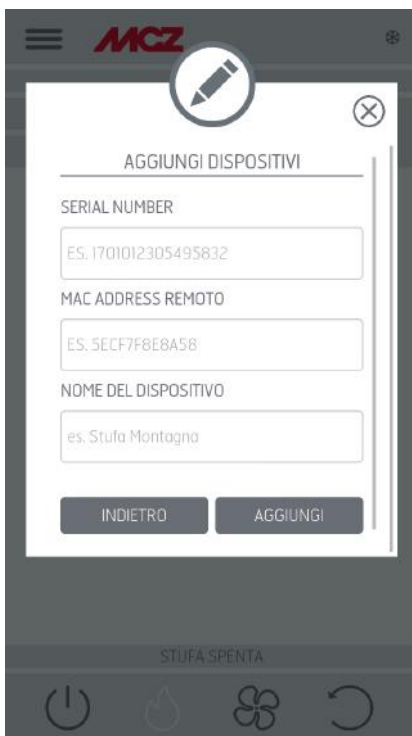 MCZ
AGGIUNGI DISPOSITIVI
SERIAL NUMBER
ES. 1701012305495832
MAC ADDRESS REMOTO
ES. 5ECF7F8E8A58
NOME DEL DISPOSITIVO
es. Stufa Montagna
INDIETRO AGGIUNGI
STUFA SPENTA